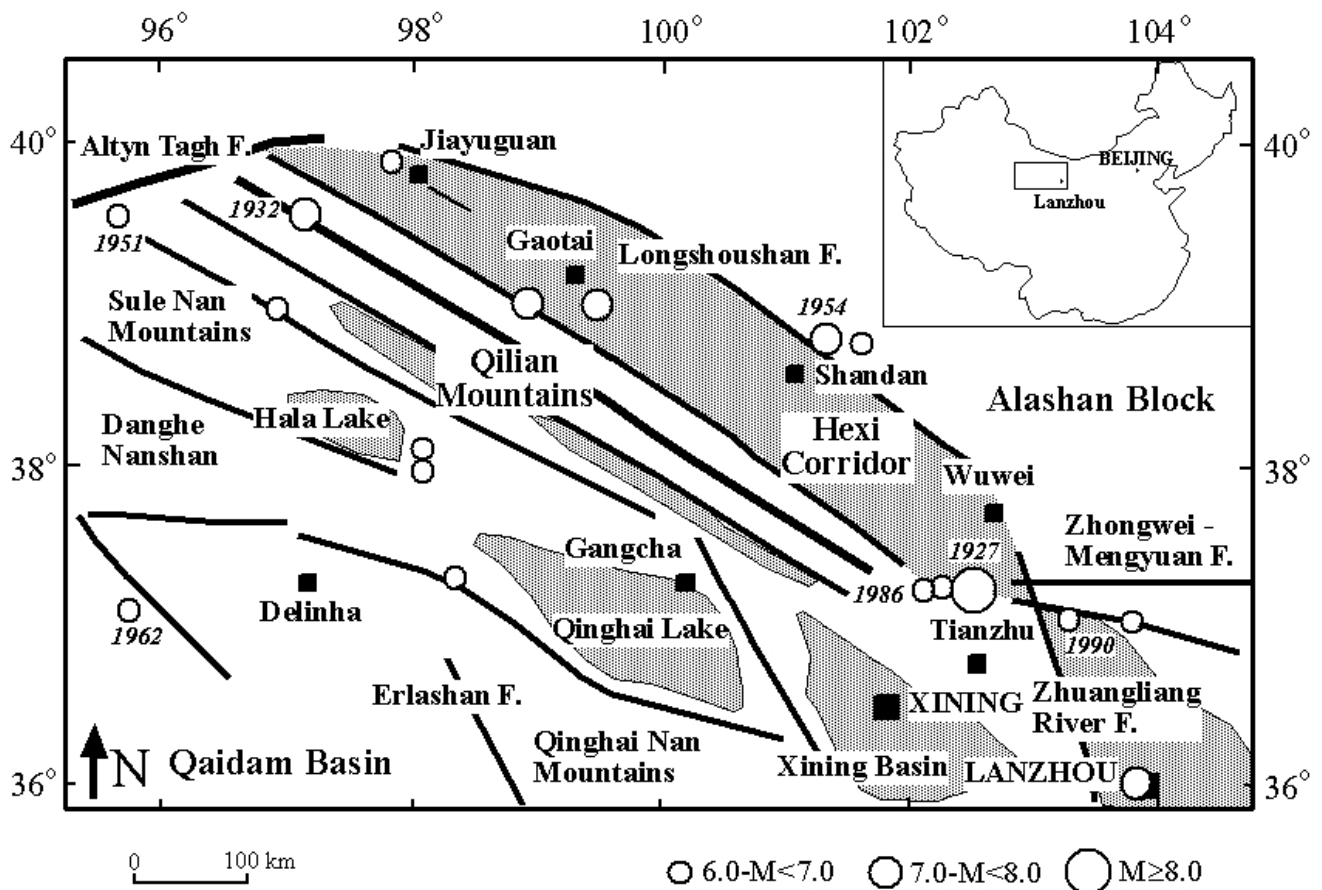 96° 98° 100° 102° 104°
40° 40°
Altyn Tagh F.
Jiayuguan
BEIJING
Lanzhou
1932
1951
Gaotai
Longshoushan F.
Sule Nan
Mountains
1954
Qilian
Mountains
Shandan
Alashan Block
Hala Lake
Danghe
Nanshan
Hexi
Corridor
38° 38°
Wuwei
Zhongwei -
Mengyuan F.
Gangcha
1927
1986
Delinha
1962
Qinghai Lake
Tianzhu
1990
Erlashan F.
XINING
Zhuangliang
River F.
Qinghai Nan
Mountains
N
Qaidam Basin
Xining Basin
LANZHOU
36° 36°
0 100 km
6.0-M<7.0 7.0-M<8.0 M≥8.0